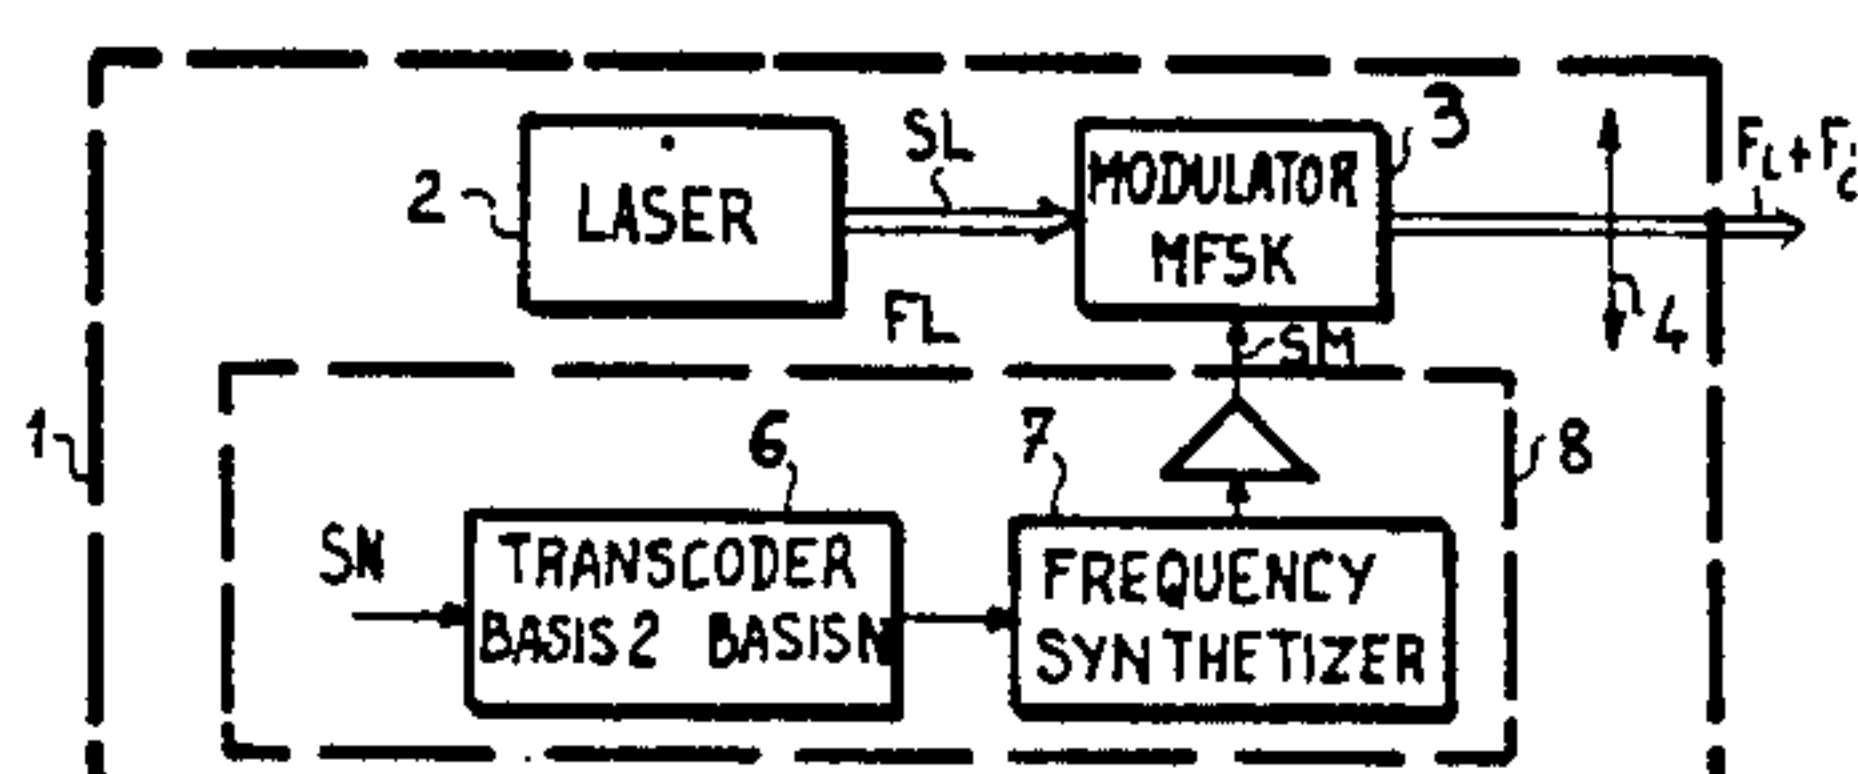 SL
3
MODULATOR
MFSK
FL+F
2
LASER
FL
SM
4
1
6
7
8
SN
TRANSCODER
BASIS 2 BASIS N
FREQUENCY
SYNTHETIZER